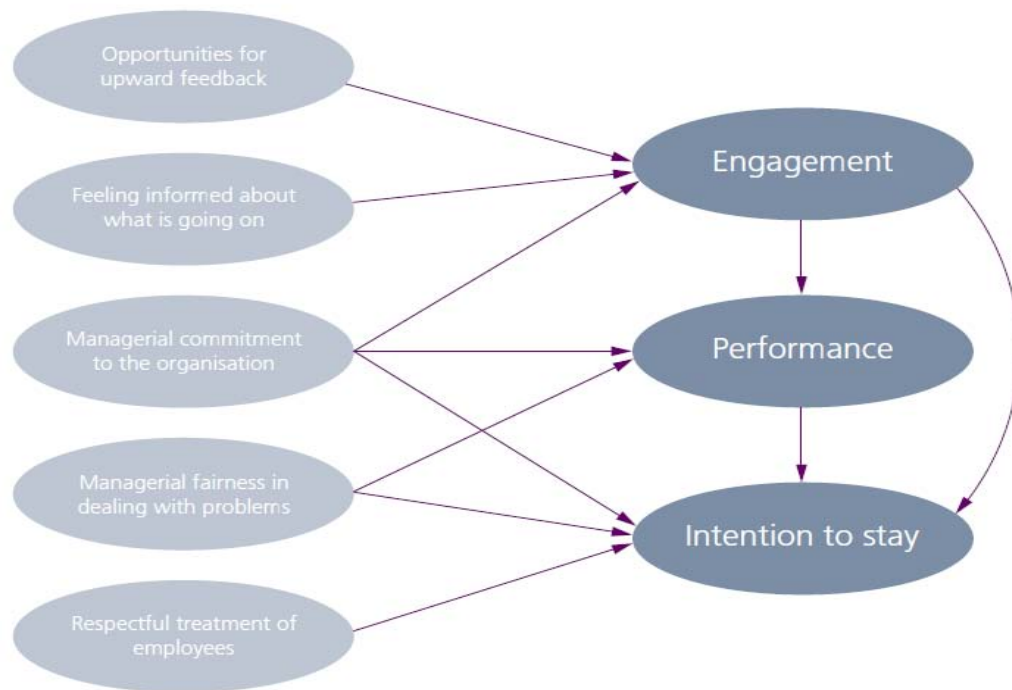 Opportunities for
upward feedback
Feeling informed about
what is going on
Managerial commitment
to the organisation
Managerial fairness in
dealing with problems
Respectful treatment of
employees
Engagement
Performance
Intention to stay